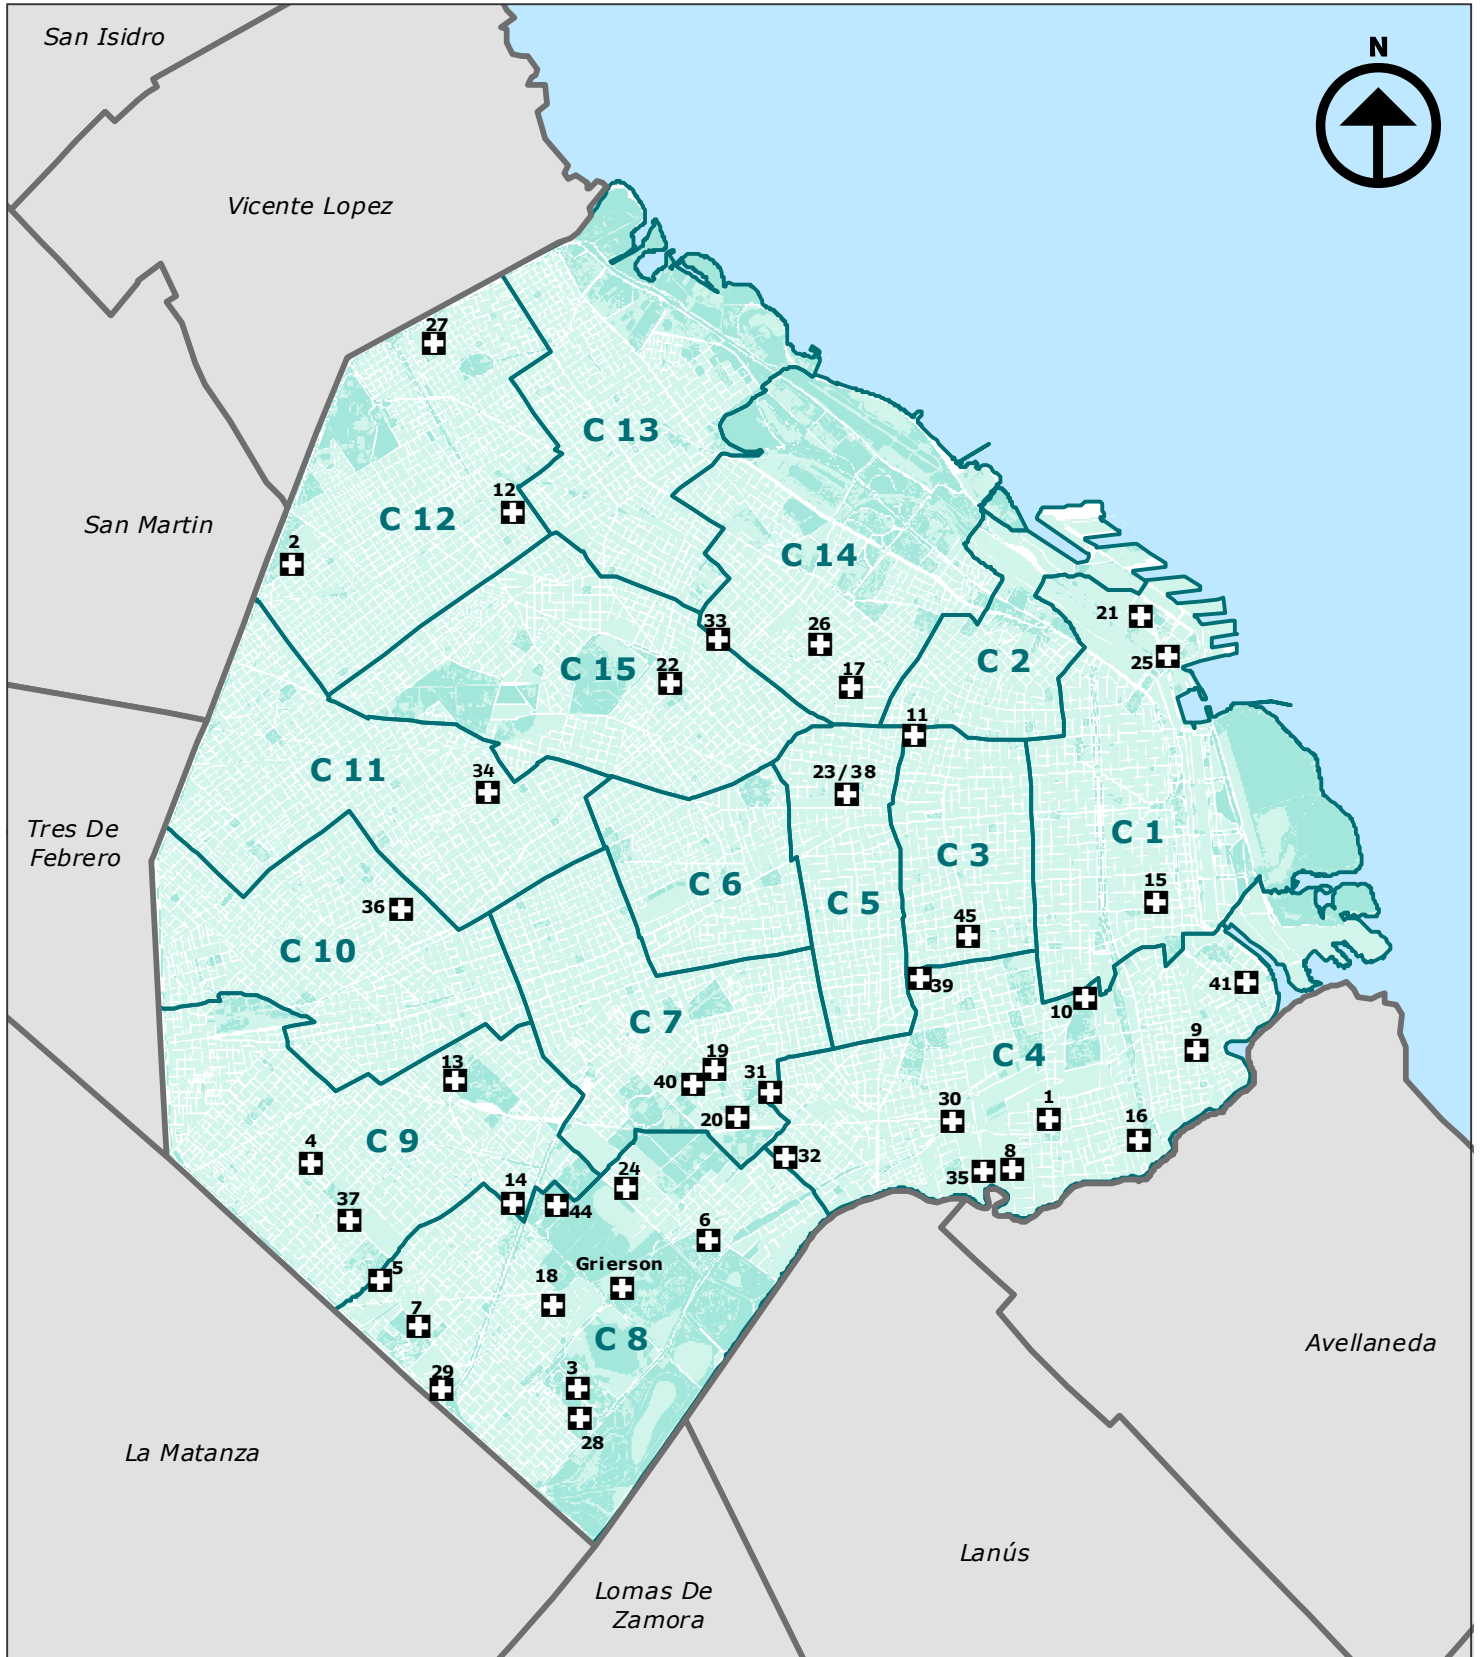 San Isidro
N
Vicente Lopez
27
C 13
12
C 12
San Martin
2
C 14
21
33
26
25
C 2
C 15
22
17
11
C 11
34
23/38
Tres De
Febrero
C 1
C 3
C 6
15
C 5
36
45
C 10
39
41
10
C 7
9
C 4
19
13
40
31
30
1
20
16
4
C 9
32
8
35
24
14
44
37
6
5
Grierson
18
7
C 8
Avellaneda
29
3
28
La Matanza
Lanús
Lomas De
Zamora